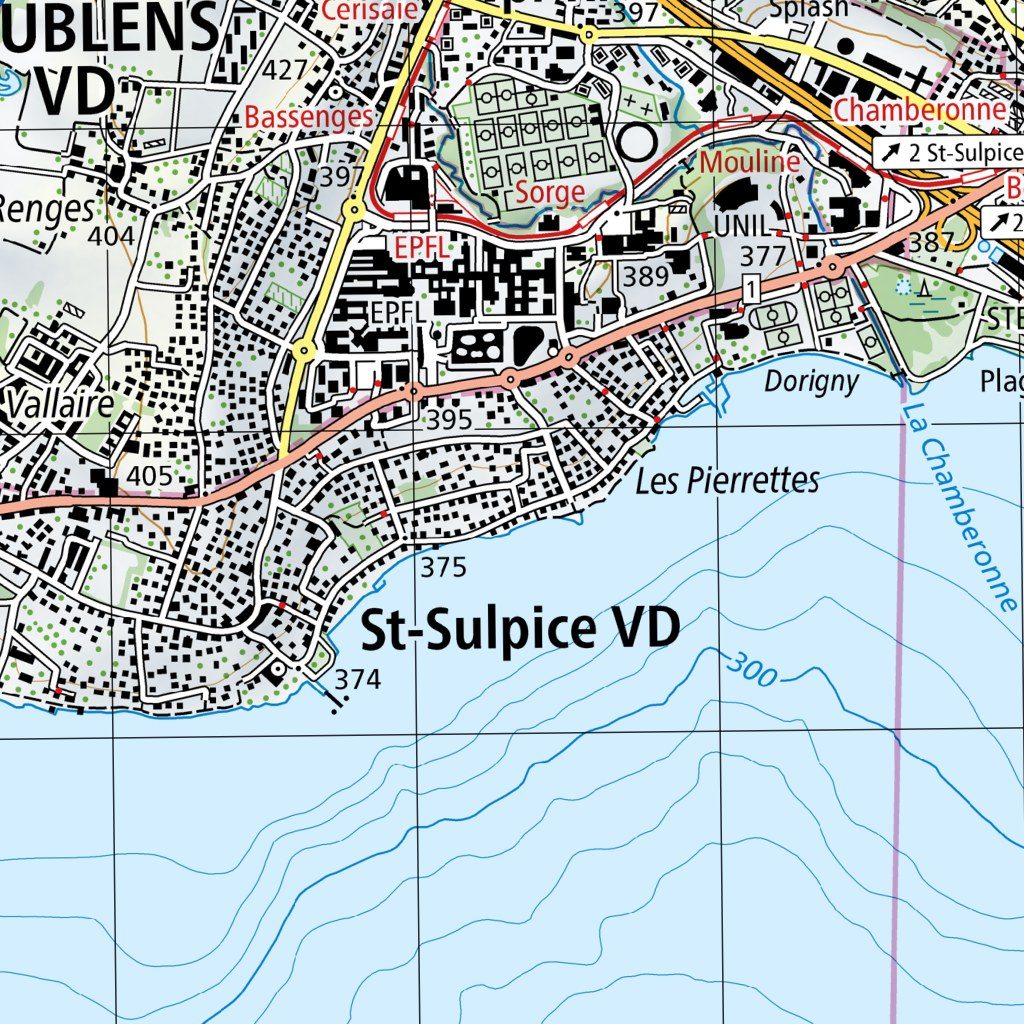 Cerisaie
397
Splash
UBLENS
VD
427
Bassenges
Chamberonne
2 St-Sulpice
397
Sorge
Mouline
Renges
404
EPFL
UNIL
377
387
2
389
1
EPFL
STE
Dorigny
Vallaire
395
Plac
405
Les Pierrettes
La Chamberonne
375
St-Sulpice VD
374
300